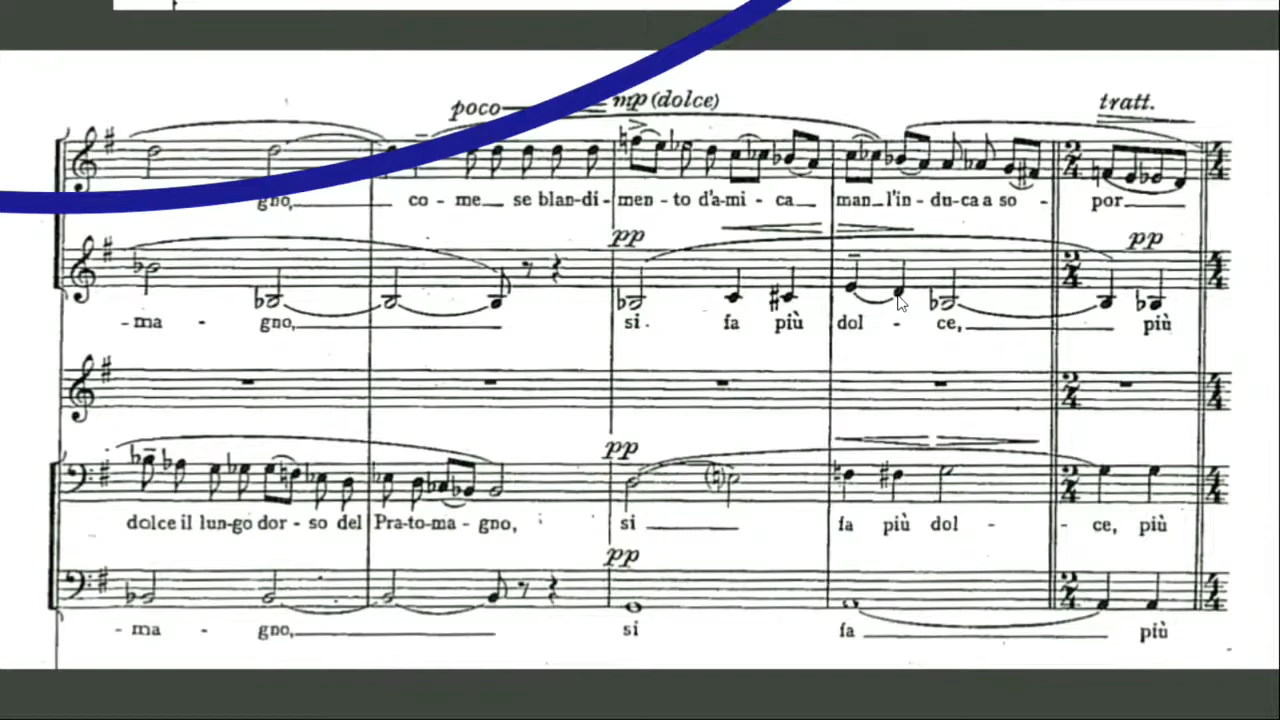 poco mp (dolce) tratt.
gno, co - me se blan-di - men - to d'a-mi - ca man l'in - du-ca a so - por
pp pp
- ma - gno, si. fa più dol - ce, più
pp
dolce il lun-go dor - so del Pra-to-ma - gno, si fa più dol - - ce, più
pp
- ma - gno, si fa più